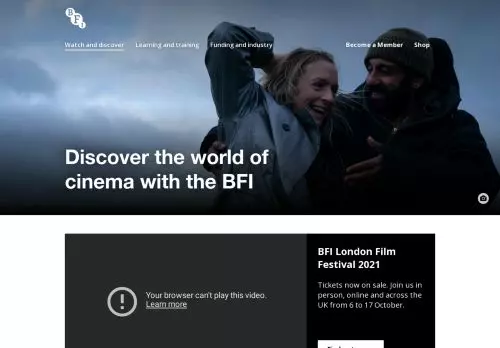 BFI
Watch and discover
Learning and training
Funding and industry
Become a Member
Shop
Discover the world of
cinema with the BFI
Your browser can't play this video.
Learn more
BFI London Film
Festival 2021
Tickets now on sale. Join us in
person, online and across the
UK from 6 to 17 October.